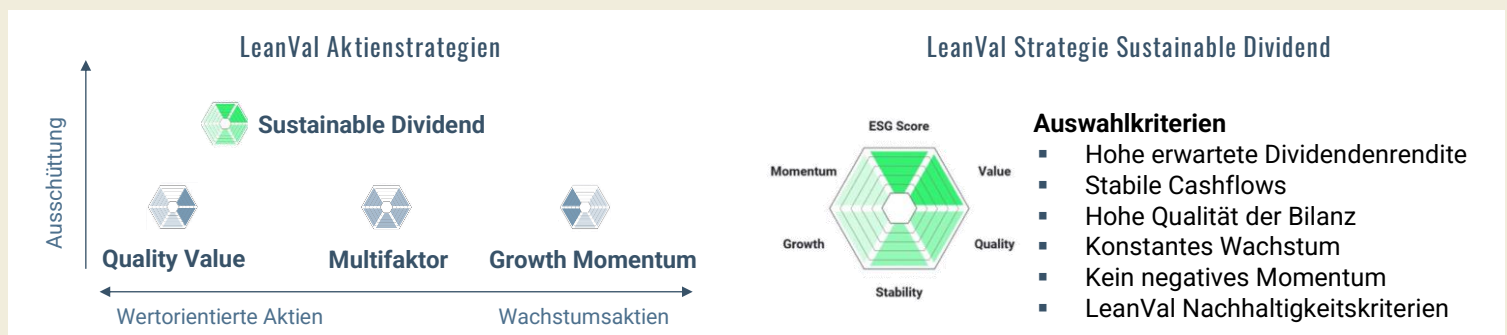 LeanVal Aktienstrategien
Ausschüttung
Sustainable Dividend
Quality Value
Multifaktor
Growth Momentum
Wertorientierte Aktien
Wachstumsaktien
LeanVal Strategie Sustainable Dividend
ESG Score
Momentum
Value
Growth
Quality
Stability
Auswahlkriterien
▪ Hohe erwartete Dividendenrendite
▪ Stabile Cashflows
▪ Hohe Qualität der Bilanz
▪ Konstantes Wachstum
▪ Kein negatives Momentum
▪ LeanVal Nachhaltigkeitskriterien